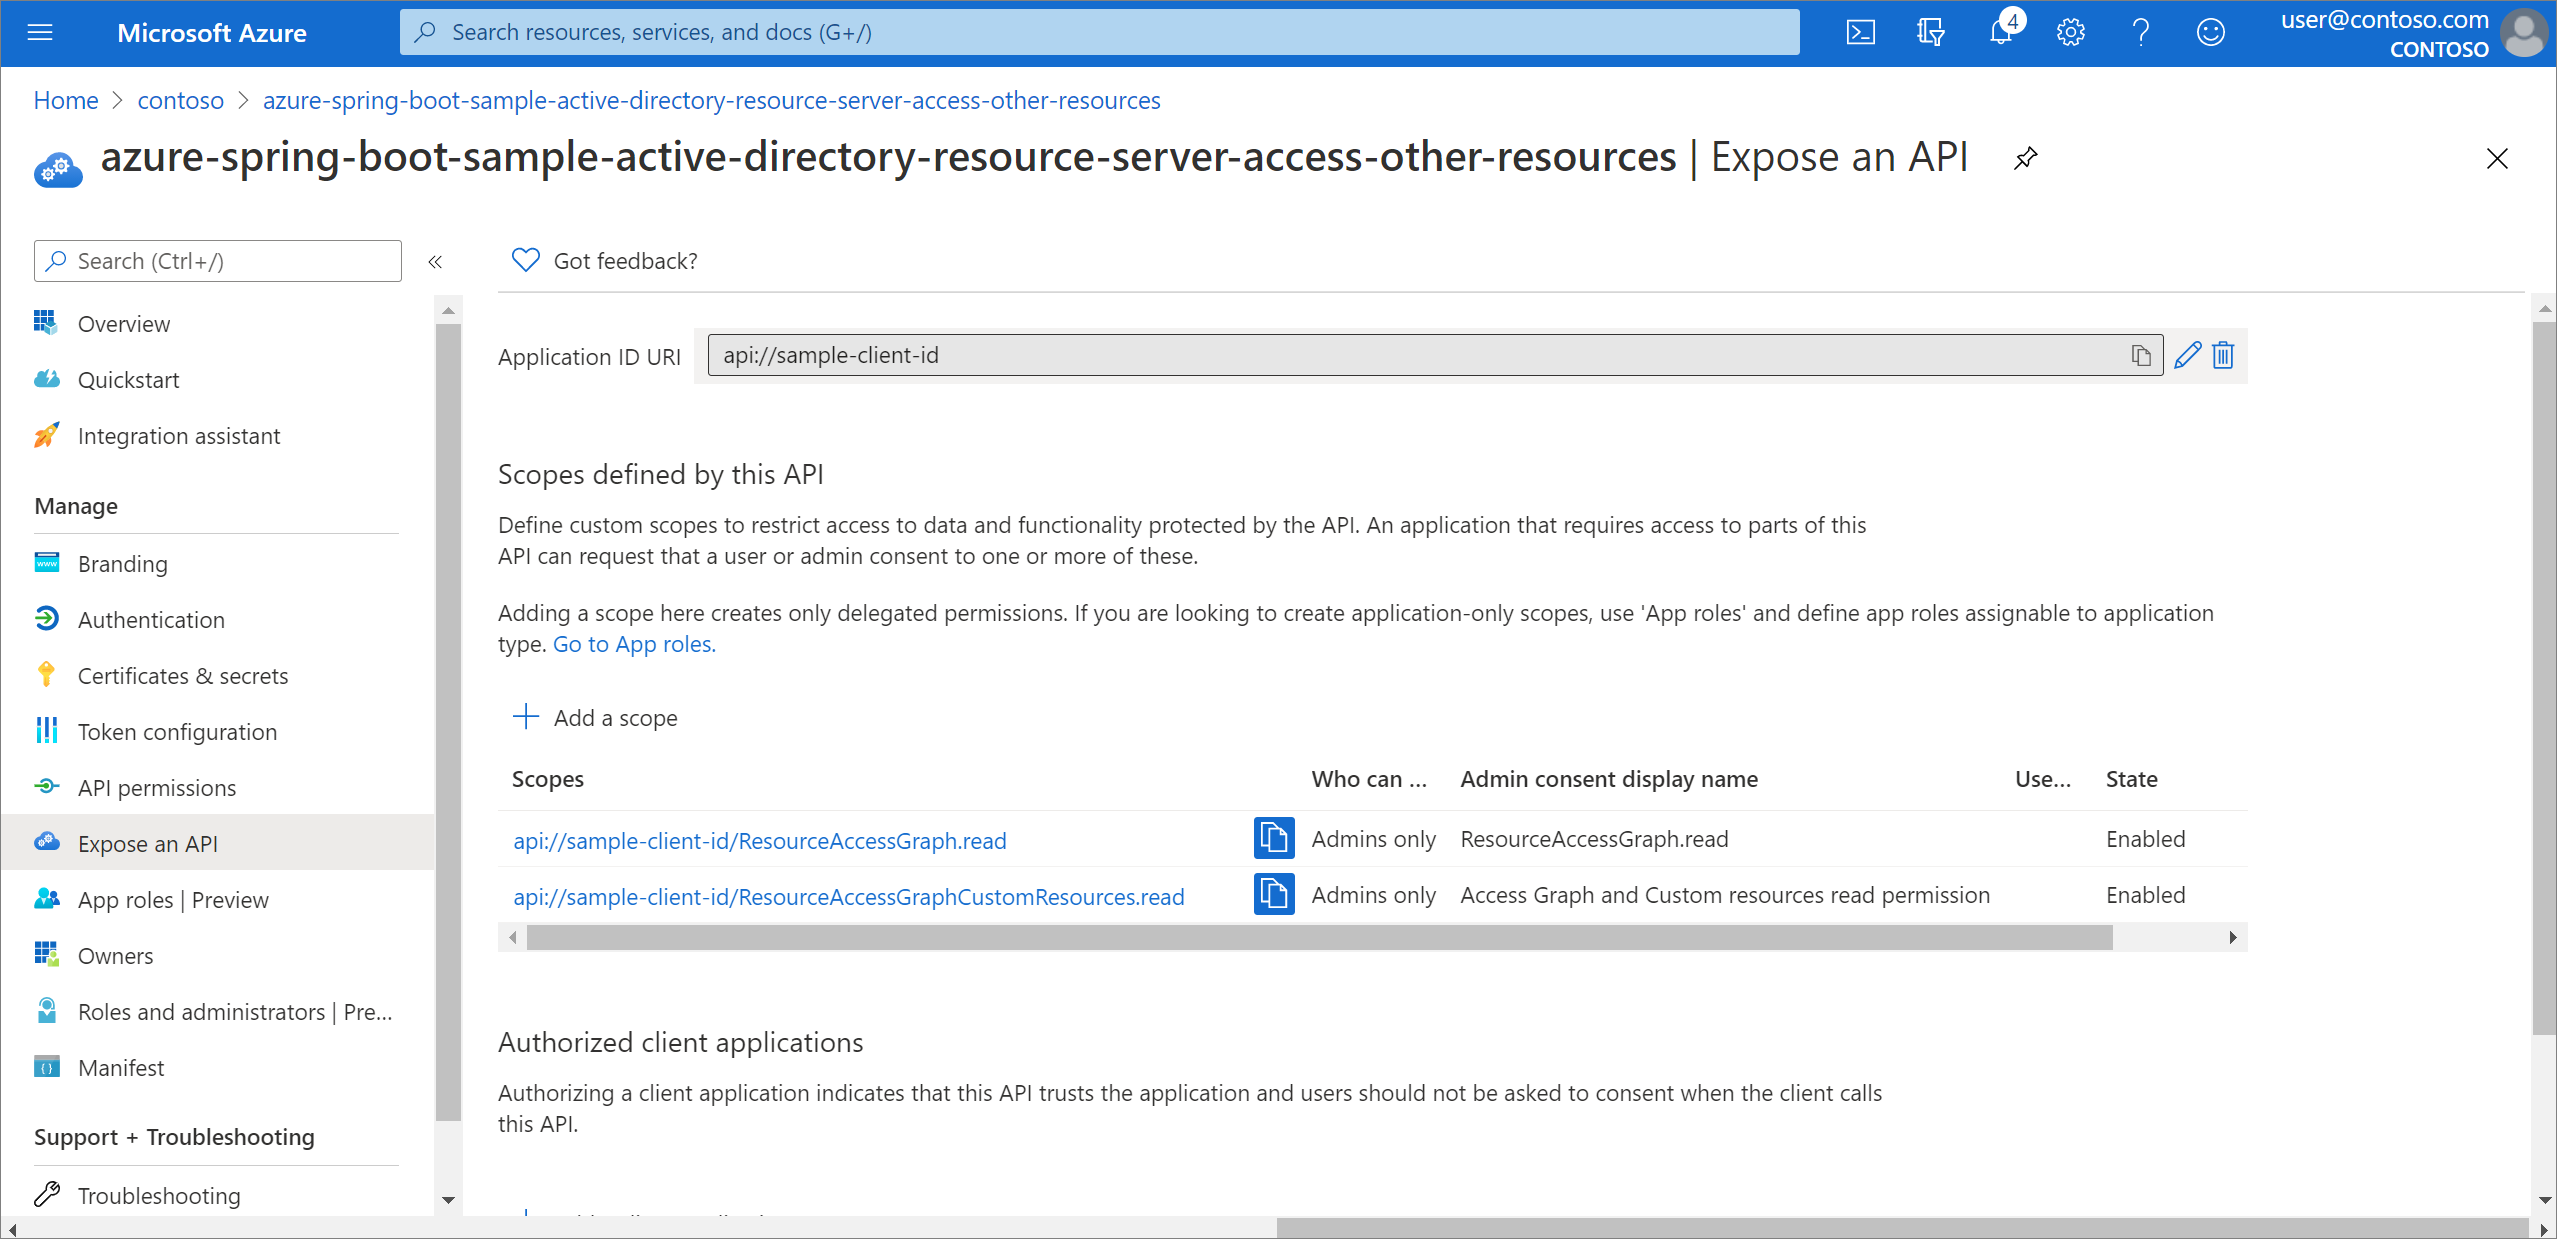 Microsoft Azure
Search resources, services, and docs (G+/)
4
user@contoso.com
CONTOSO
Home > contoso > azure-spring-boot-sample-active-directory-resource-server-access-other-resources
azure-spring-boot-sample-active-directory-resource-server-access-other-resources | Expose an API
Search (Ctrl+/)
«
Overview
Quickstart
Integration assistant
Manage
Branding
Authentication
Certificates & secrets
Token configuration
API permissions
Expose an API
App roles | Preview
Owners
Roles and administrators | Pre...
Manifest
Support + Troubleshooting
Troubleshooting
Got feedback?
Application ID URI
api://sample-client-id
Scopes defined by this API
Define custom scopes to restrict access to data and functionality protected by the API. An application that requires access to parts of this
API can request that a user or admin consent to one or more of these.
Adding a scope here creates only delegated permissions. If you are looking to create application-only scopes, use 'App roles' and define app roles assignable to application
type. Go to App roles.
Add a scope
Scopes Who can ... Admin consent display name Use... State
api://sample-client-id/ResourceAccessGraph.read Admins only ResourceAccessGraph.read Enabled
api://sample-client-id/ResourceAccessGraphCustomResources.read Admins only Access Graph and Custom resources read permission Enabled
Authorized client applications
Authorizing a client application indicates that this API trusts the application and users should not be asked to consent when the client calls
this API.